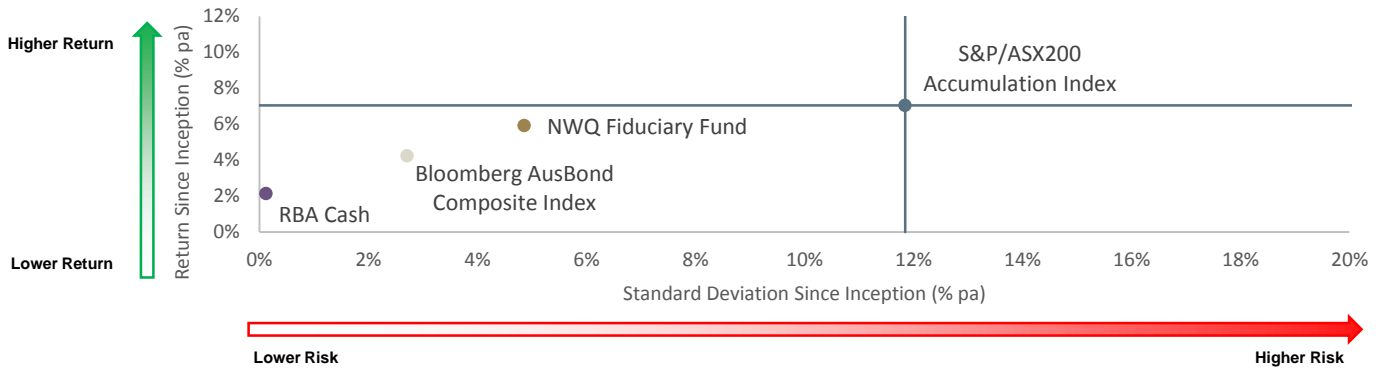 Higher Return
Lower Return
Return Since Inception (% pa)
12%
10%
8%
6%
4%
2%
0%
S&P/ASX200
Accumulation Index
NWQ Fiduciary Fund
Bloomberg AusBond
Composite Index
RBA Cash
0% 2% 4% 6% 8% 10% 12% 14% 16% 18% 20%
Standard Deviation Since Inception (% pa)
Lower Risk Higher Risk